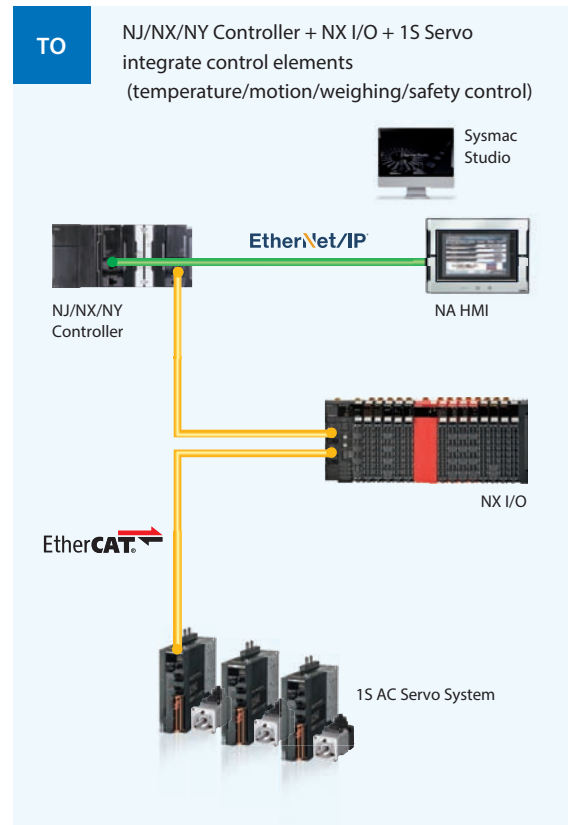 TO
NJ/NX/NY Controller + NX I/O + 1S Servo
integrate control elements
(temperature/motion/weighing/safety control)
Sysmac
Studio
EtherNet/IP
NJ/NX/NY
Controller
NA HMI
NX I/O
EtherCAT®
1S AC Servo System